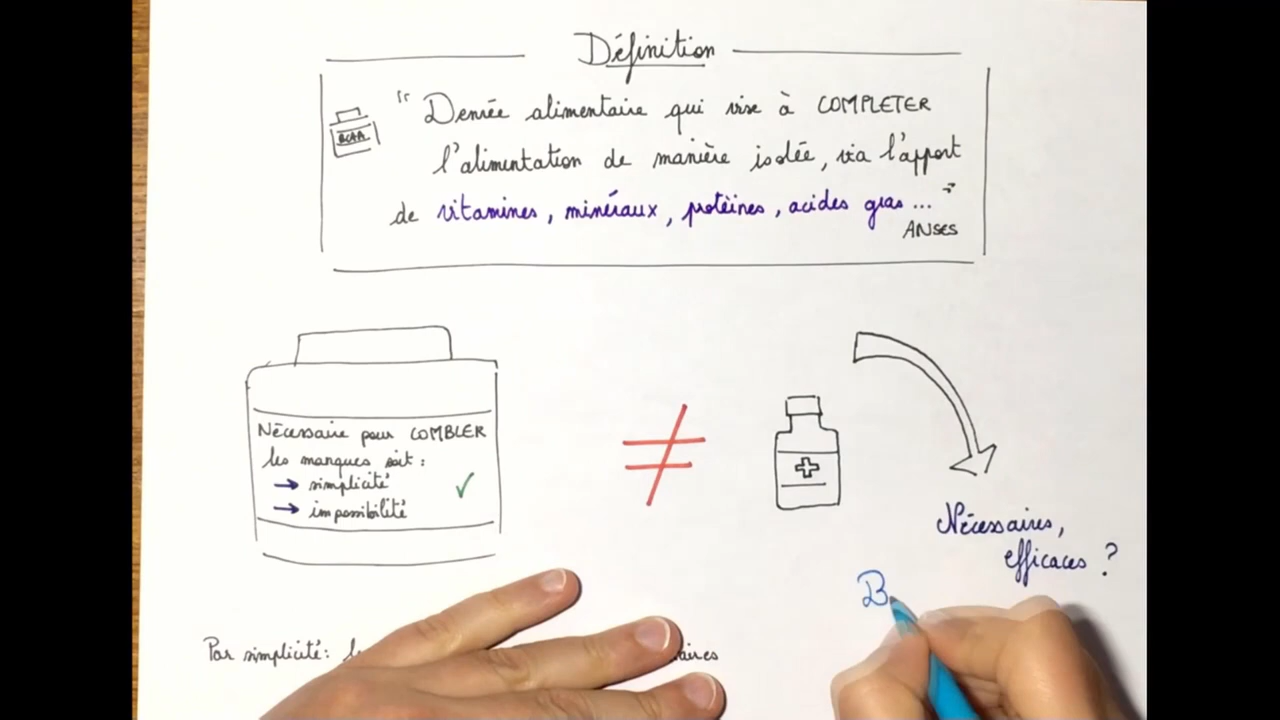 Définition
" Denrée alimentaire qui vise à COMPLETER
BCAA
l'alimentation de manière isolée, via l'apport
de vitamines, minéraux, protéines, acides gras ... "
ANSES
Nécessaire pour COMBLER
les manques soit :
→ simplicité ✓
→ impossibilité
≠
Nécessaires,
efficaces ?
B
Par simplicité :